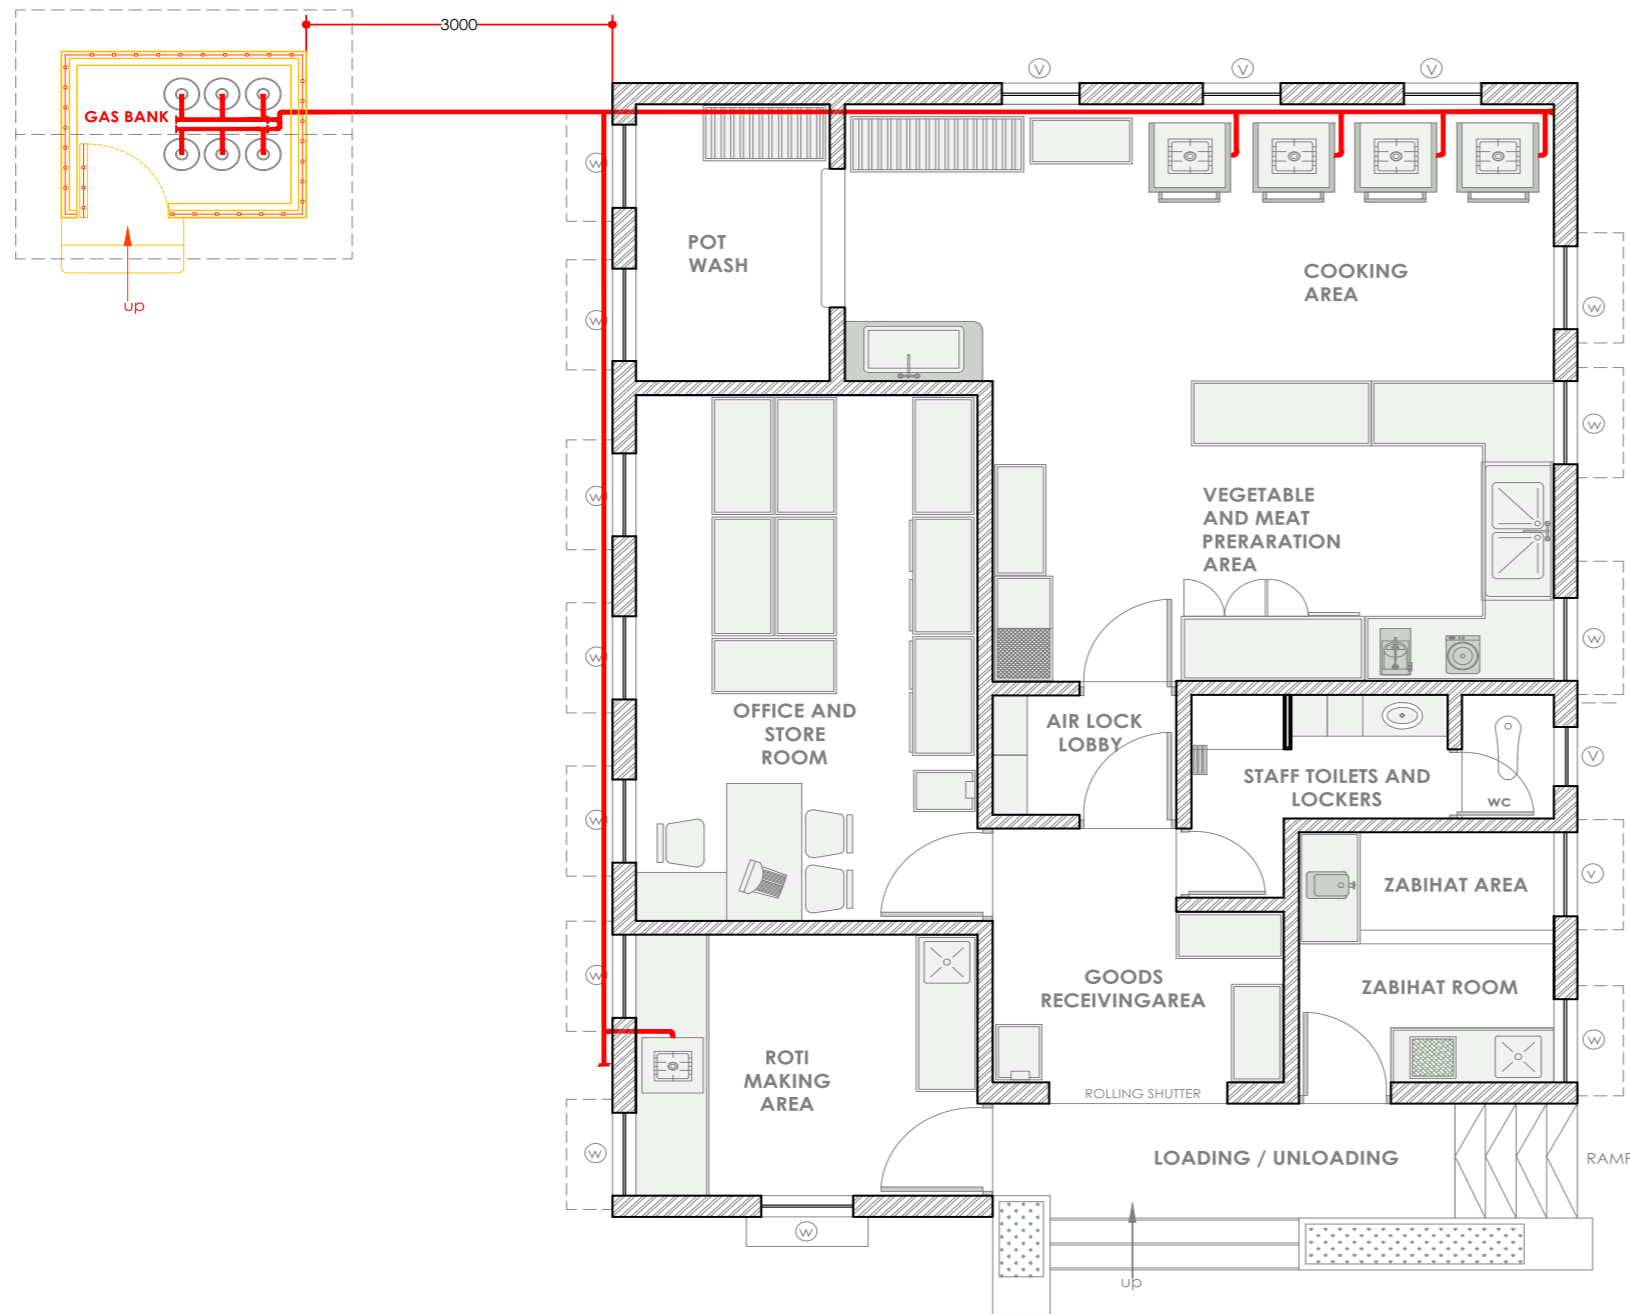 3000
V
V
V
GAS BANK
up
W
W
W
W
W
W
W
W
POT
WASH
COOKING
AREA
W
W
W
V
V
W
VEGETABLE
AND MEAT
PRERARATION
AREA
OFFICE AND
STORE
ROOM
AIR LOCK
LOBBY
STAFF TOILETS AND
LOCKERS
WC
ZABIHAT AREA
ZABIHAT ROOM
GOODS
RECEIVINGAREA
ROTI
MAKING
AREA
ROLLING SHUTTER
LOADING / UNLOADING
RAMP
W
up